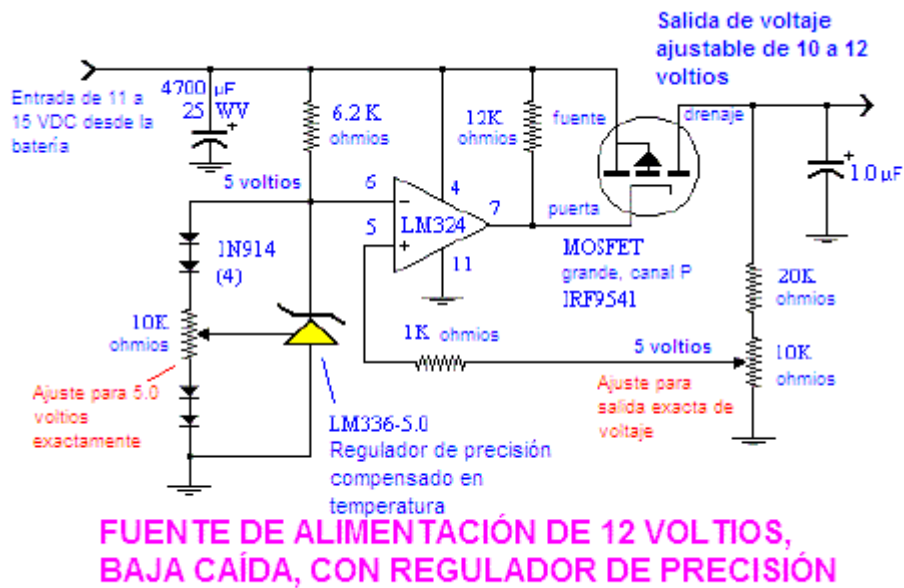 Salida de voltaje
ajustable de 10 a 12
voltios
Entrada de 11 a
15 VDC desde la
batería
4700 µF
25 WV
+
6.2 K
ohmios
12K
ohmios
fuente
drenaje
+
1.0 µF
5 voltios
6
5
4
7
11
-
+
LM324
puerta
1N914
(4)
MOSFET
grande, canal P
IRF9541
20K
ohmios
10K
ohmios
1K ohmios
5 voltios
10K
ohmios
Ajuste para 5.0
voltios
exactamente
Ajuste para
salida exacta de
voltaje
LM336-5.0
Regulador de precisión
compensado en
temperatura
FUENTE DE ALIMENTACIÓN DE 12 VOLTIOS,
BAJA CAÍDA, CON REGULADOR DE PRECISIÓN